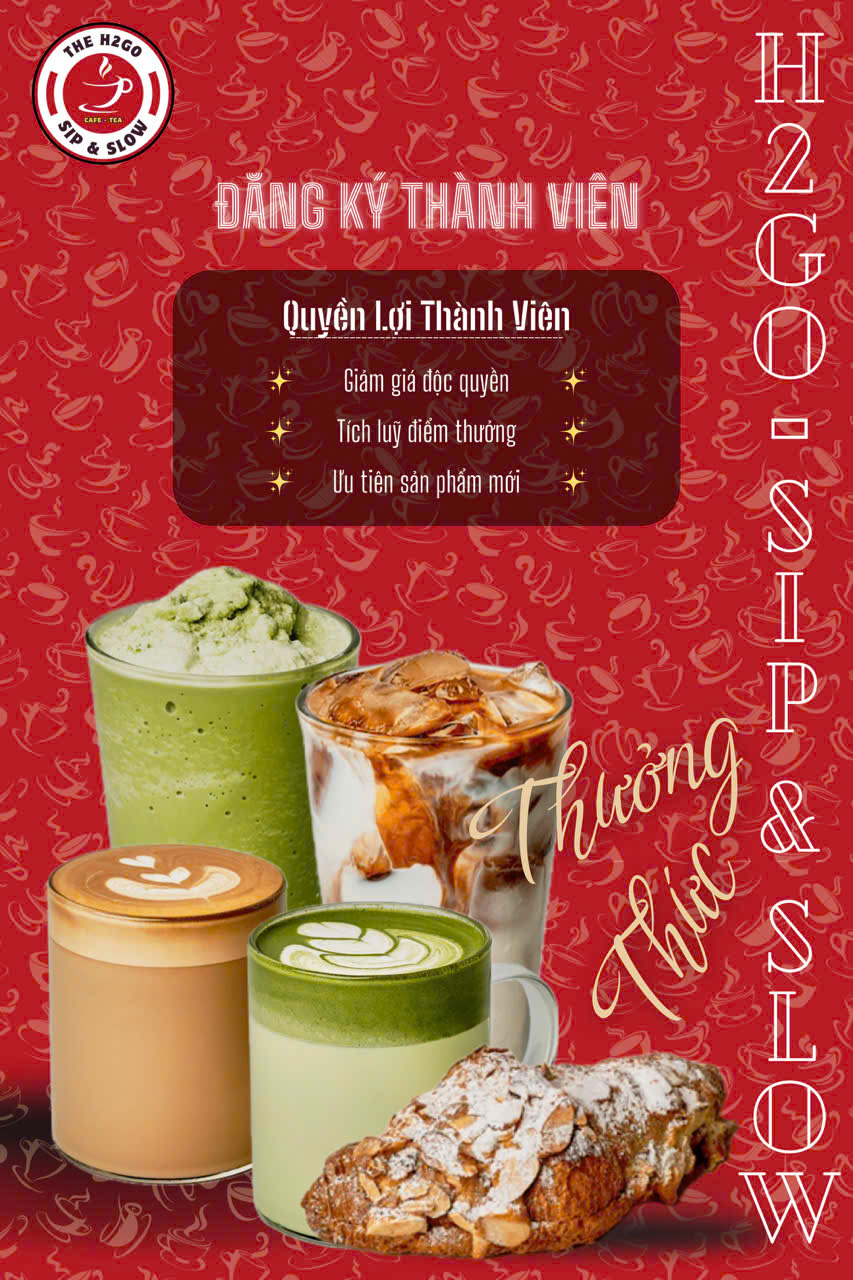 THE H2GO
CAFE - TEA
SIP & SLOW
ĐĂNG KÝ THÀNH VIÊN
Quyền Lợi Thành Viên
Giảm giá độc quyền
Tích luỹ điểm thưởng
Ưu tiên sản phẩm mới
Thưởng
Thức
H2GO - SIP & SLOW